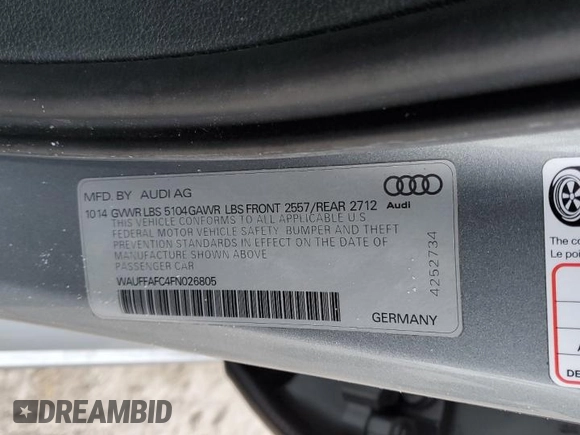 MFD. BY AUDI AG
1014 GVWR LBS 5104 GAWR LBS FRONT 2557/REAR 2712
THIS VEHICLE CONFORMS TO ALL APPLICABLE U.S.
FEDERAL MOTOR VEHICLE SAFETY, BUMPER AND THEFT
PREVENTION STANDARDS IN EFFECT ON THE DATE OF
MANUFACTURE SHOWN ABOVE
PASSENGER CAR
WAUFFAFC4FN026805
GERMANY
Audi
4252734
The co
Le poi
A
DE
DREAMBID